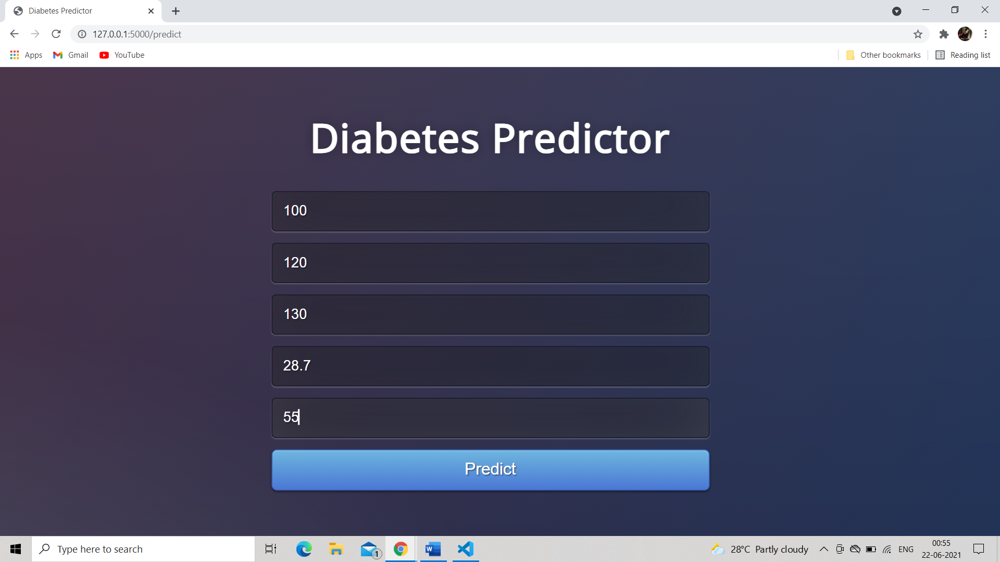 Diabetes Predictor
127.0.0.1:5000/predict
Apps Gmail YouTube Other bookmarks Reading list
Diabetes Predictor
100
120
130
28.7
55
Predict
Type here to search 1 W 28°C Partly cloudy ENG 00:55
22-06-2021